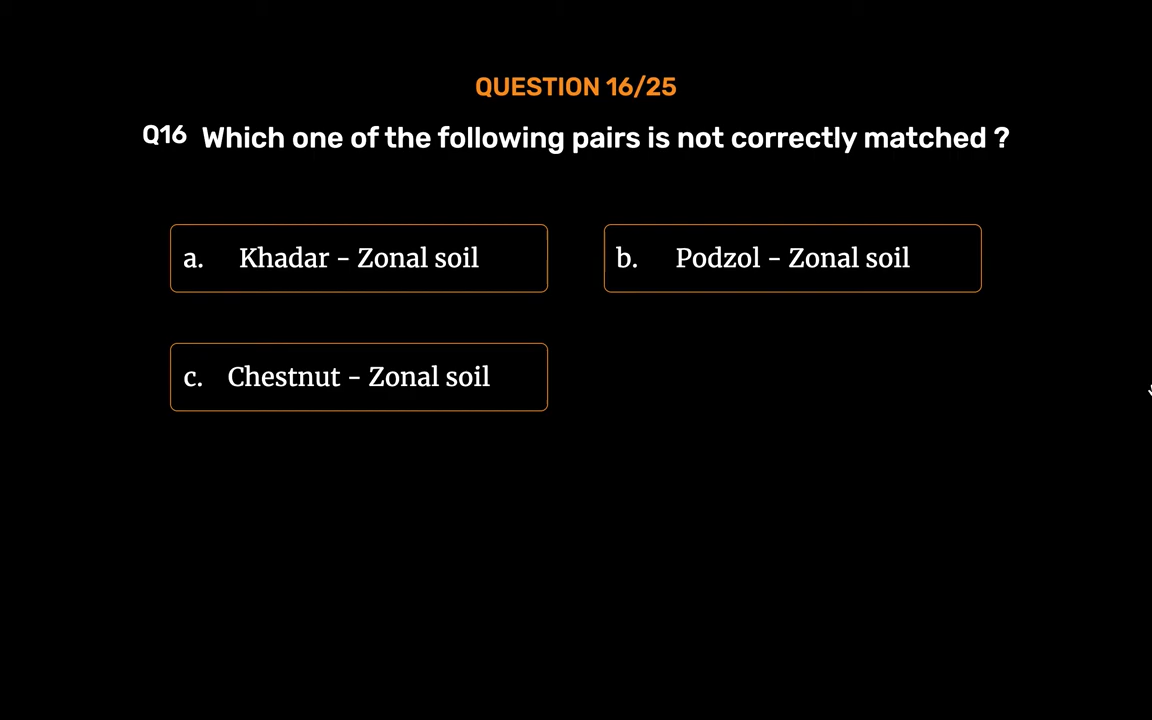 QUESTION 16/25
Q16 Which one of the following pairs is not correctly matched ?
a. Khadar - Zonal soil
b. Podzol - Zonal soil
c. Chestnut - Zonal soil